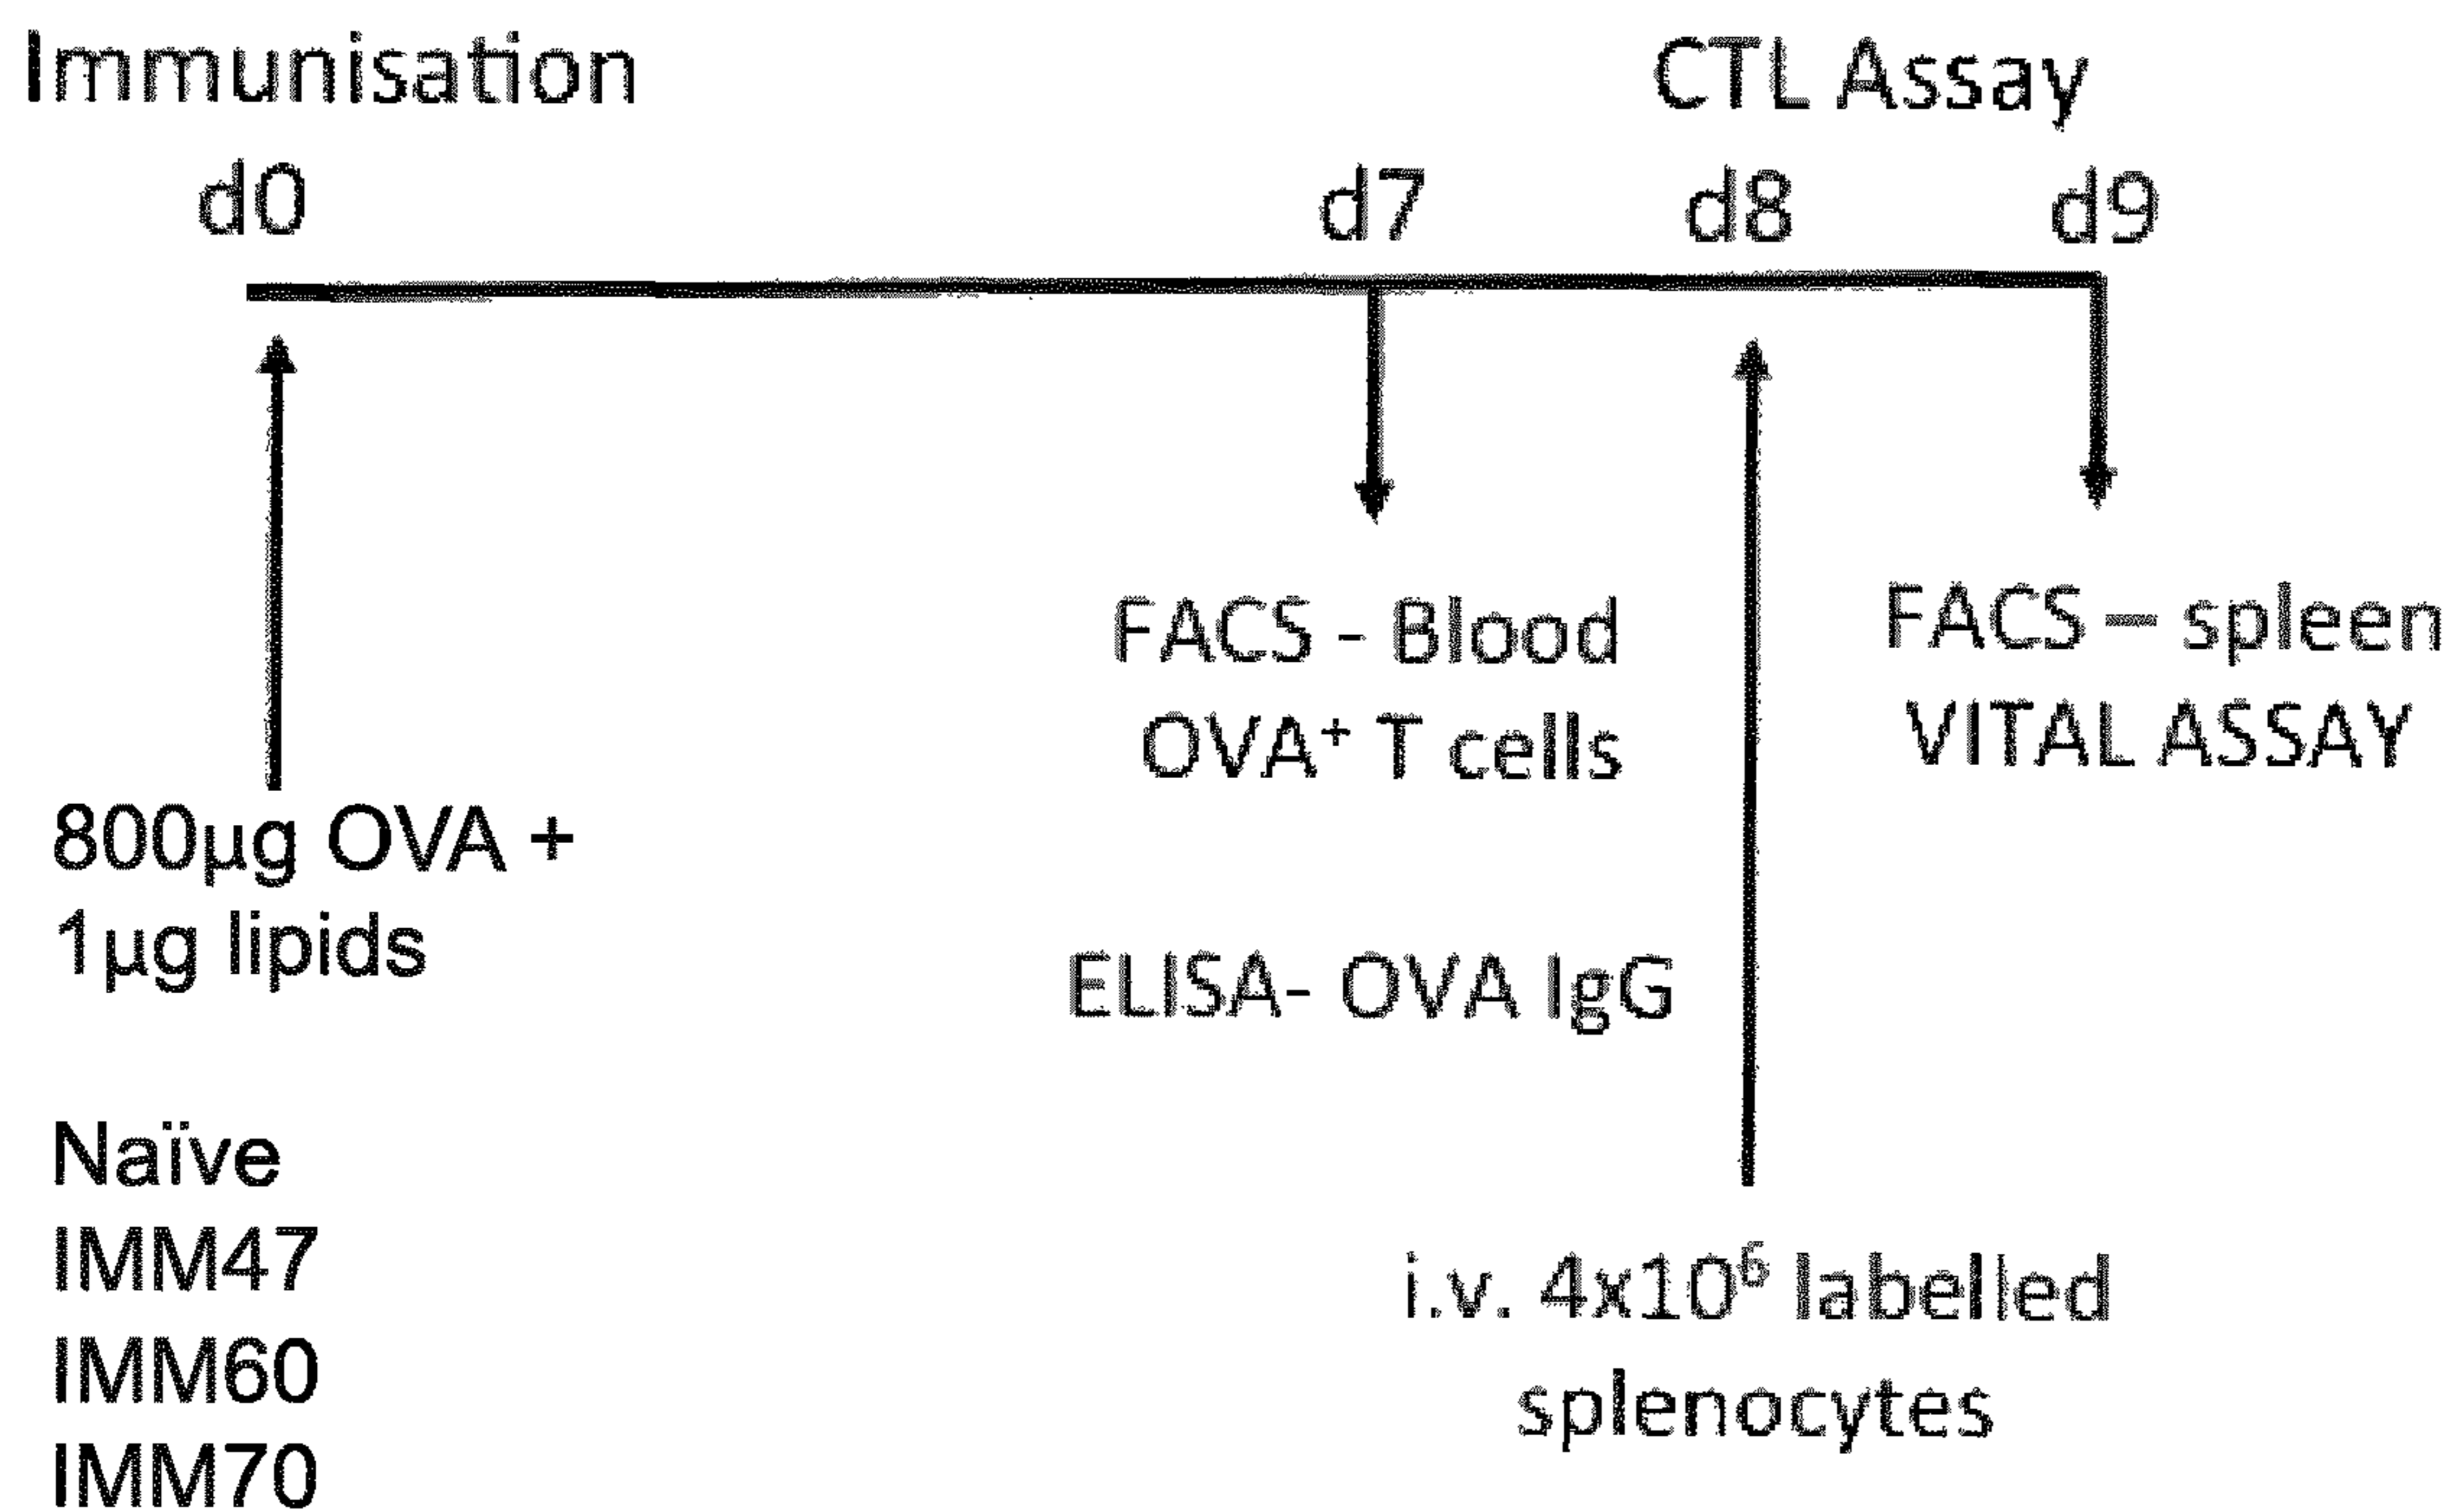 Immunisation
CTL Assay
d0
d7
d8
d9
800µg OVA +
1µg lipids
Naïve
IMM47
IMM60
IMM70
FACS - Blood
OVA⁺ T cells
ELISA- OVA IgG
i.v. 4x10⁶ labelled
splenocytes
FACS – spleen
VITAL ASSAY